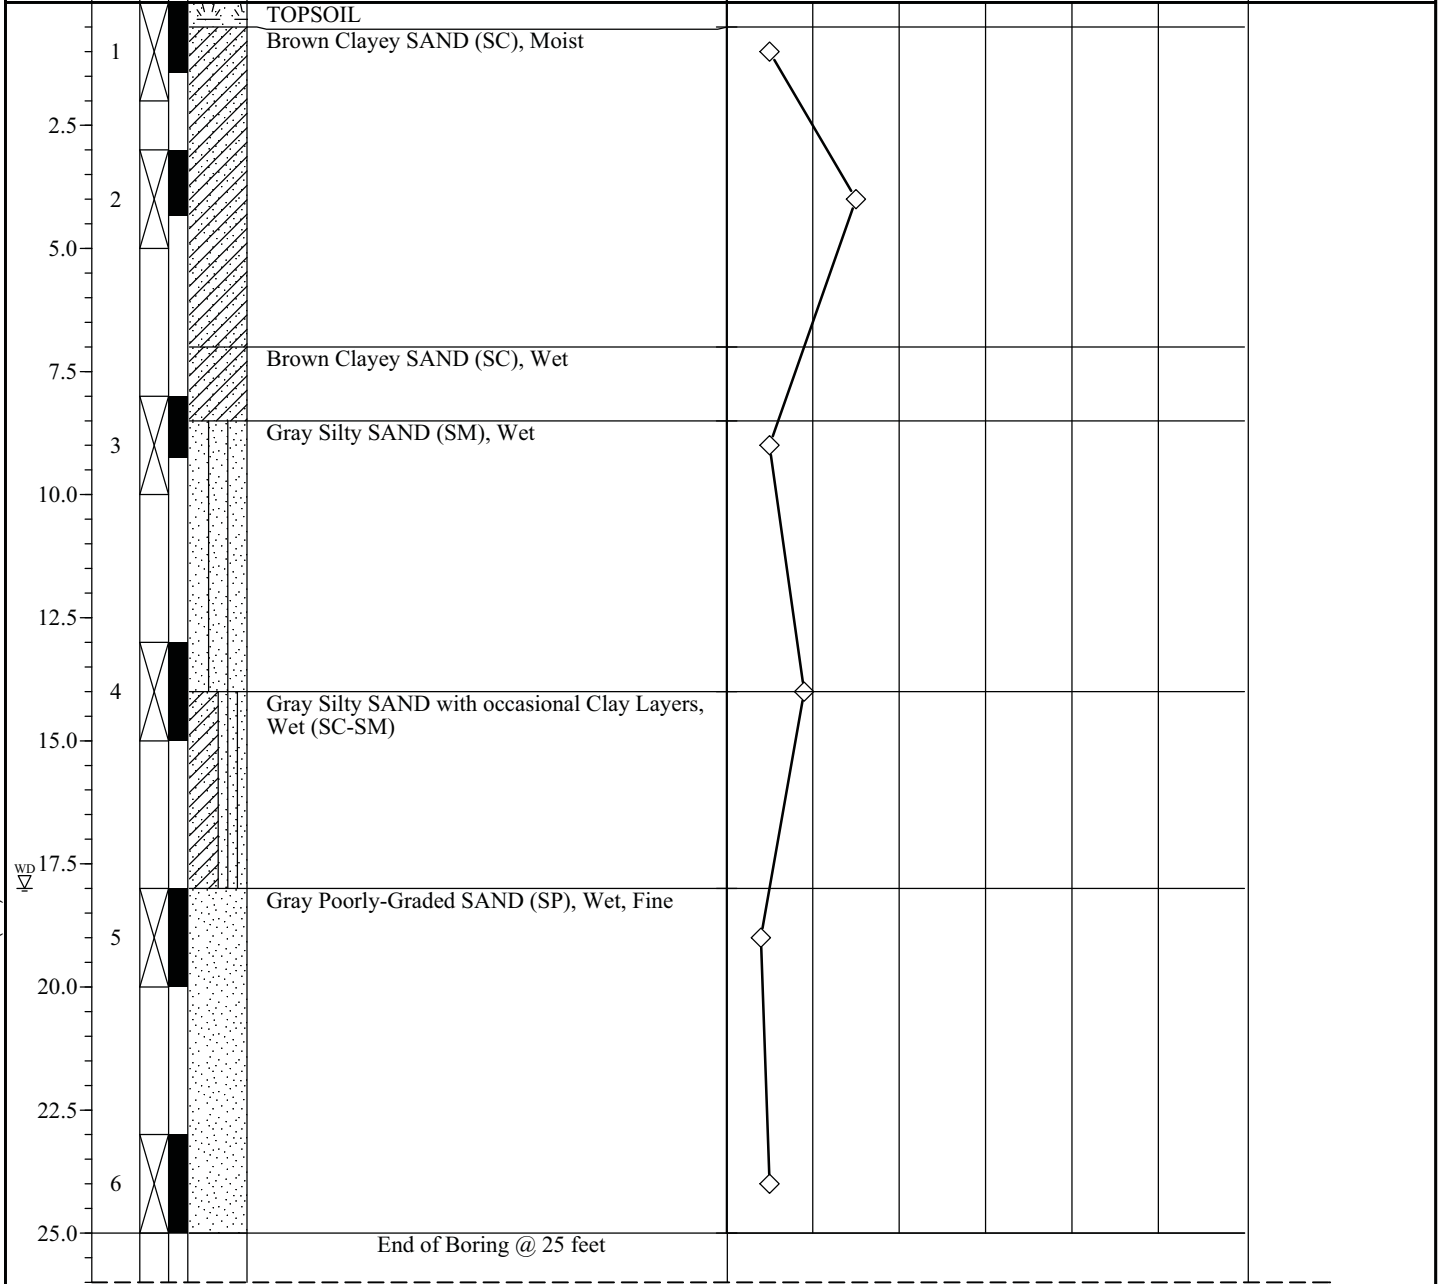 TOPSOIL
Brown Clayey SAND (SC), Moist
1
2.5
2
5.0
Brown Clayey SAND (SC), Wet
7.5
Gray Silty SAND (SM), Wet
3
10.0
12.5
4
Gray Silty SAND with occasional Clay Layers,
Wet (SC-SM)
15.0
WD
17.5
Gray Poorly-Graded SAND (SP), Wet, Fine
5
20.0
22.5
6
25.0
End of Boring @ 25 feet